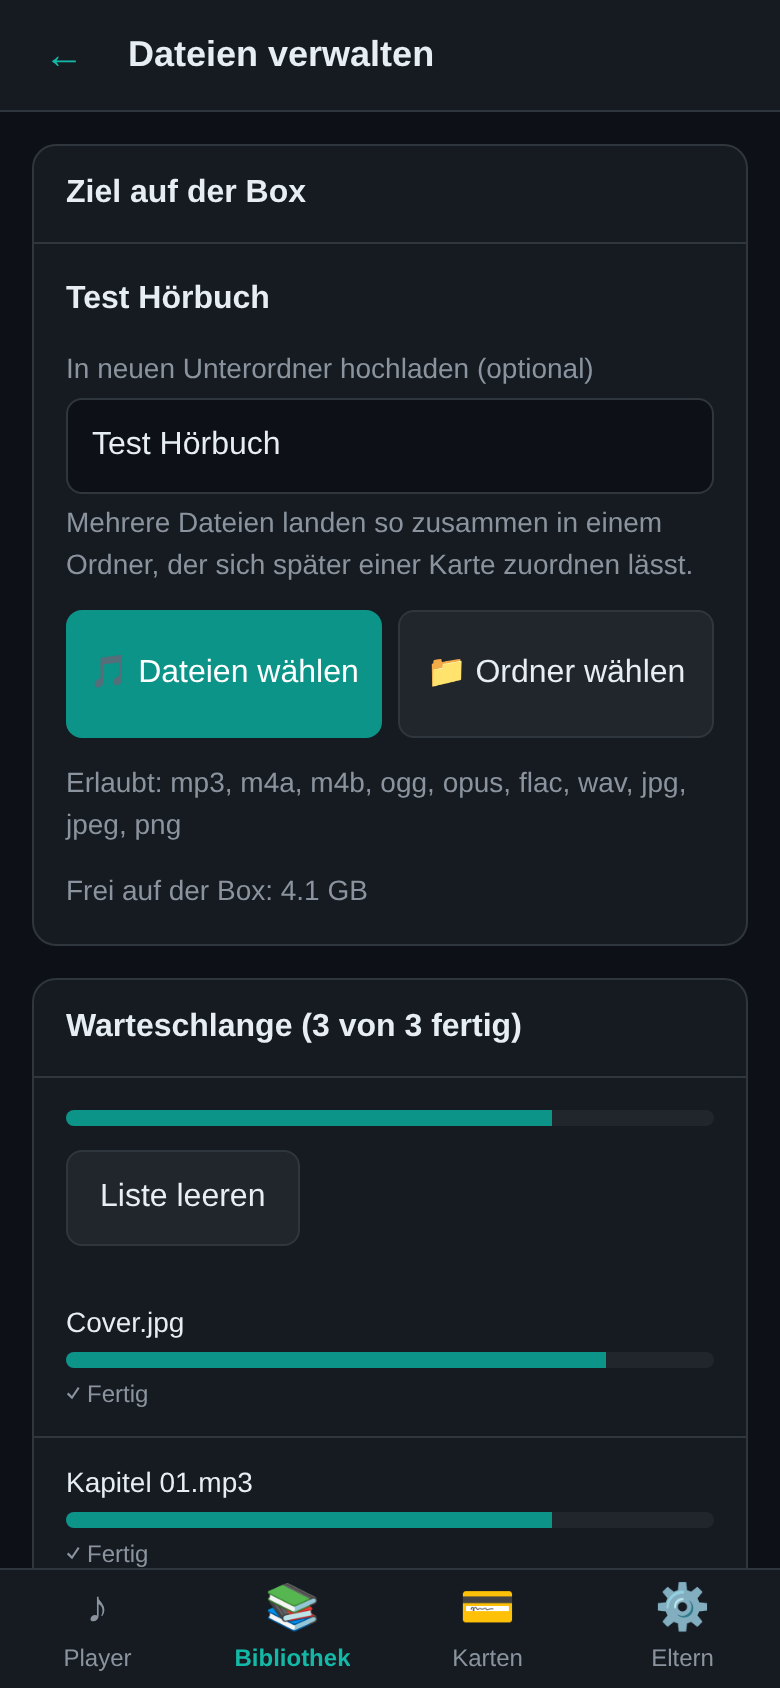 ← Dateien verwalten
Ziel auf der Box
Test Hörbuch
In neuen Unterordner hochladen (optional)
Test Hörbuch
Mehrere Dateien landen so zusammen in einem
Ordner, der sich später einer Karte zuordnen lässt.
🎵 Dateien wählen
📁 Ordner wählen
Erlaubt: mp3, m4a, m4b, ogg, opus, flac, wav, jpg,
jpeg, png
Frei auf der Box: 4.1 GB
Warteschlange (3 von 3 fertig)
Liste leeren
Cover.jpg
✓ Fertig
Kapitel 01.mp3
✓ Fertig
Player
Bibliothek
Karten
Eltern